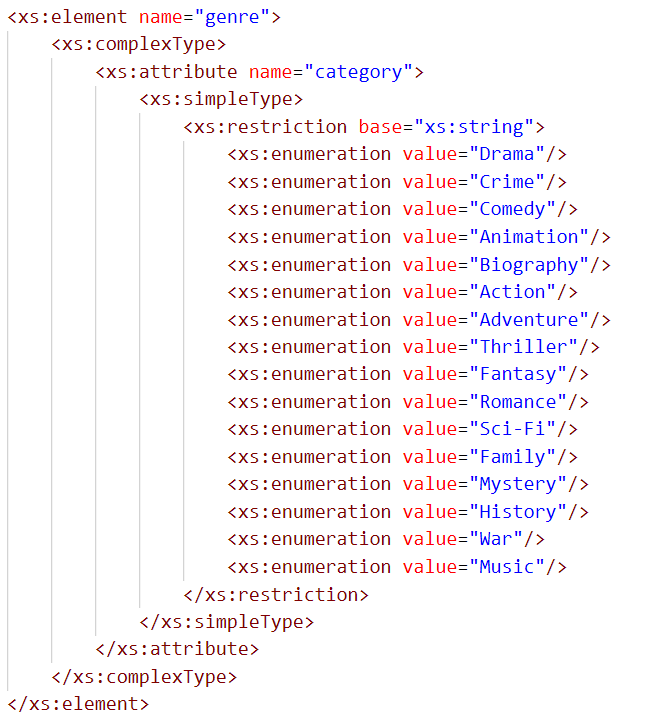 <xs:element name="genre">
<xs:complexType>
<xs:attribute name="category">
<xs:simpleType>
<xs:restriction base="xs:string">
<xs:enumeration value="Drama"/>
<xs:enumeration value="Crime"/>
<xs:enumeration value="Comedy"/>
<xs:enumeration value="Animation"/>
<xs:enumeration value="Biography"/>
<xs:enumeration value="Action"/>
<xs:enumeration value="Adventure"/>
<xs:enumeration value="Thriller"/>
<xs:enumeration value="Fantasy"/>
<xs:enumeration value="Romance"/>
<xs:enumeration value="Sci-Fi"/>
<xs:enumeration value="Family"/>
<xs:enumeration value="Mystery"/>
<xs:enumeration value="History"/>
<xs:enumeration value="War"/>
<xs:enumeration value="Music"/>
</xs:restriction>
</xs:simpleType>
</xs:attribute>
</xs:complexType>
</xs:element>